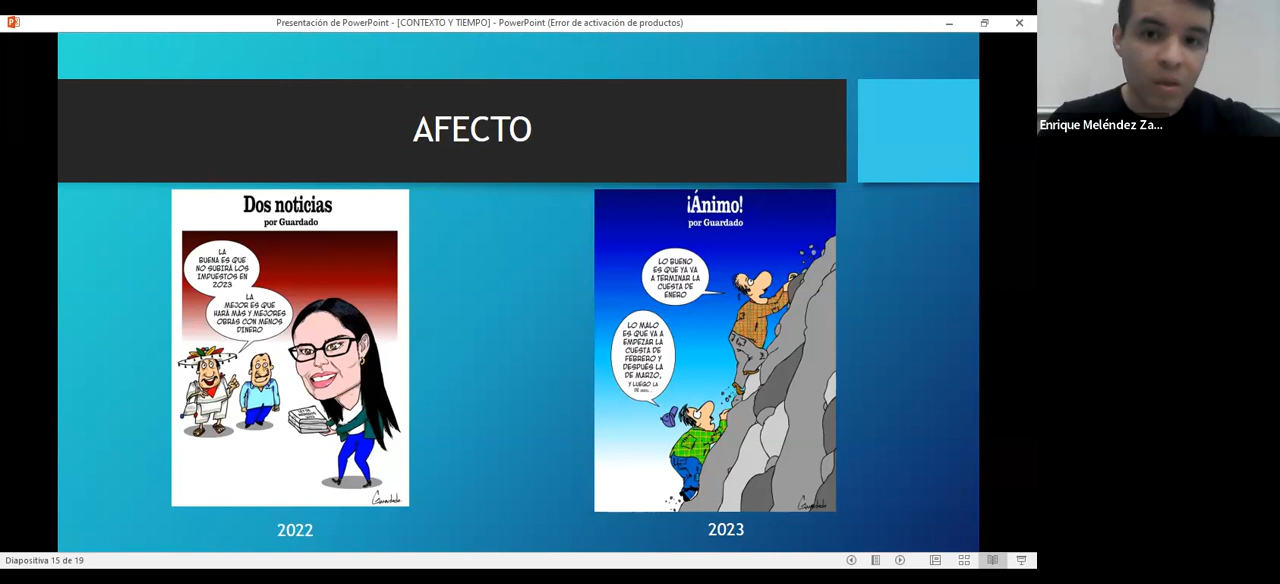 Presentación de PowerPoint - [CONTEXTO Y TIEMPO] - PowerPoint (Error de activación de productos)
Enrique Meléndez Za...
AFECTO
Dos noticias
por Guardado
LA
BUENA ES QUE
NO SUBIRÁ LOS
IMPUESTOS EN
2023
LA
MEJOR ES QUE
HARÁ MÁS Y MEJORES
OBRAS CON MENOS
DINERO
Guardado
2022
¡Ánimo!
por Guardado
LO BUENO
ES QUE YA VA
A TERMINAR LA
CUESTA DE
ENERO
LO MALO
ES QUE VA A
EMPEZAR LA
CUESTA DE
FEBRERO Y
DESPUÉS LA
DE MARZO,
Y LUEGO LA
Guardado
2023
Diapositiva 15 de 19